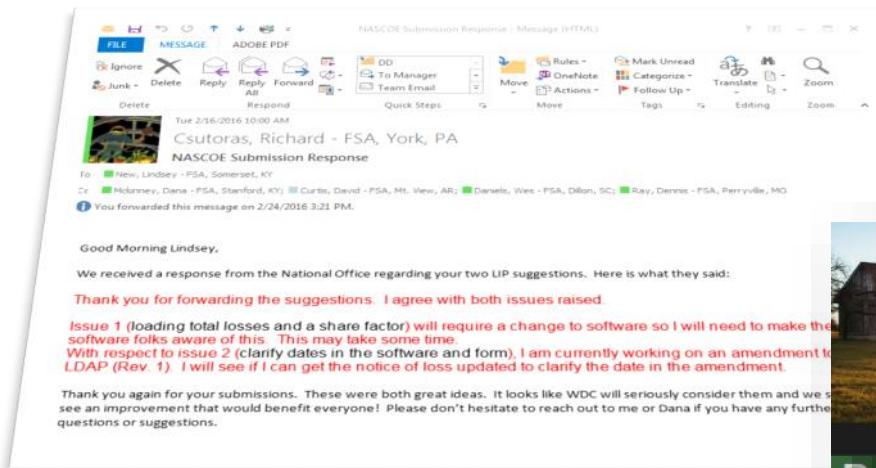 NASCOE Submission Response - Message (HTML)
FILE MESSAGE ADOBE PDF
Ignore
Junk
Delete
Reply
Reply All
Forward
DD
To Manager
Team Email
Move
Rules
OneNote
Actions
Mark Unread
Categorize
Follow Up
Translate
Zoom
Delete Respond Quick Steps Move Tags Editing Zoom
Tue 2/16/2016 10:00 AM
Csutoras, Richard - FSA, York, PA
NASCOE Submission Response
To New, Lindsey - FSA, Somerset, KY
Cc McKinney, Dana - FSA, Stanford, KY; Curtis, David - FSA, Mt. View, AR; Daniels, Wes - FSA, Dillon, SC; Ray, Dennis - FSA, Perryville, MO
You forwarded this message on 2/24/2016 3:21 PM.
Good Morning Lindsey,
We received a response from the National Office regarding your two LIP suggestions. Here is what they said:
Thank you for forwarding the suggestions. I agree with both issues raised.
Issue 1 (loading total losses and a share factor) will require a change to software so I will need to make the
software folks aware of this. This may take some time.
With respect to issue 2 (clarify dates in the software and form), I am currently working on an amendment to
LDAP (Rev. 1). I will see if I can get the notice of loss updated to clarify the date in the amendment.
Thank you again for your submissions. These were both great ideas. It looks like WDC will seriously consider them and we s
see an improvement that would benefit everyone! Please don't hesitate to reach out to me or Dana if you have any furthe
questions or suggestions.